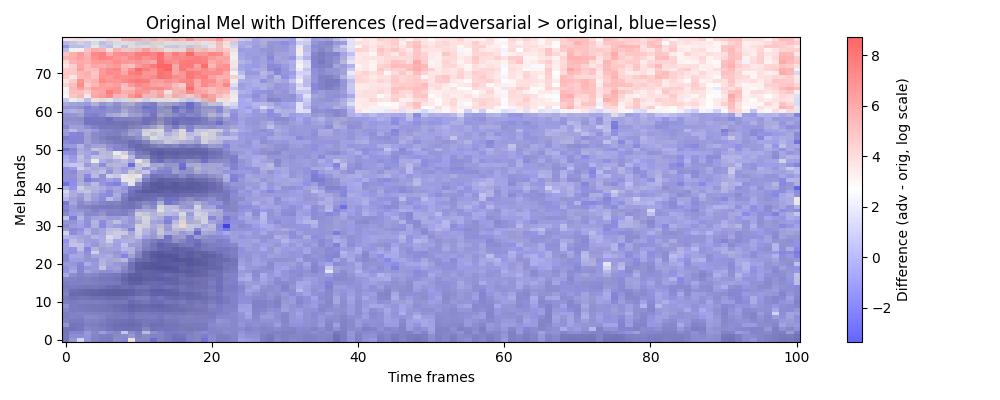 Original Mel with Differences (red=adversarial > original, blue=less)
Mel bands
70
60
50
40
30
20
10
0
0 20 40 60 80 100
Time frames
8
6
4
2
0
−2
Difference (adv - orig, log scale)